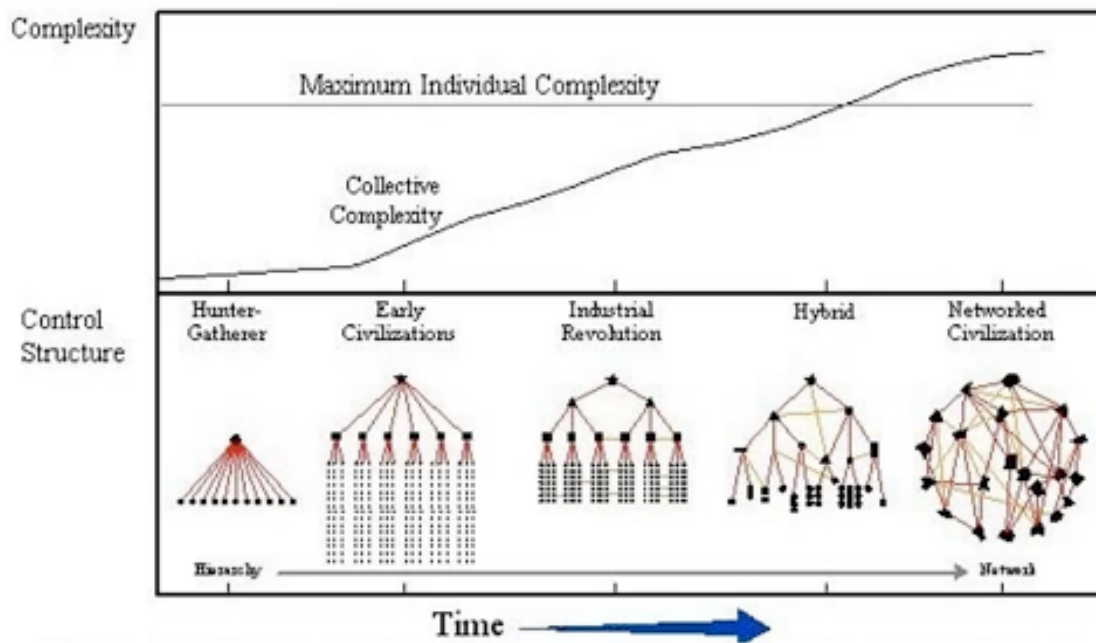 Complexity
Maximum Individual Complexity
Collective
Complexity
Control
Structure
Hunter-
Gatherer
Early
Civilizations
Industrial
Revolution
Hybrid
Networked
Civilization
Hierarchy
Network
Time